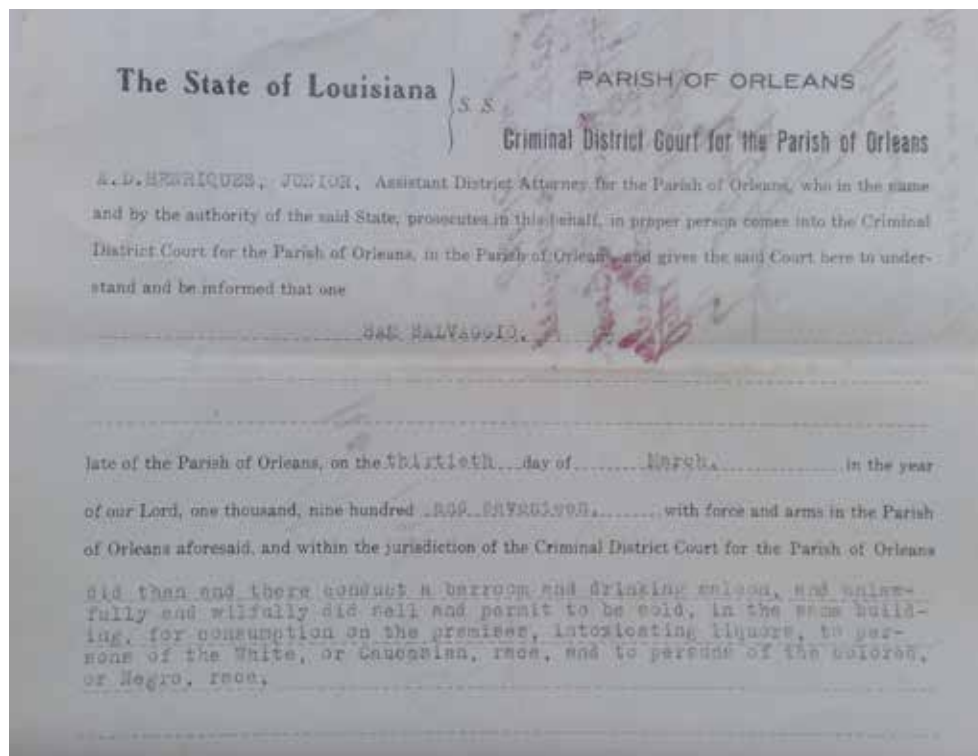 The State of Louisiana
S. S.
PARISH OF ORLEANS
Criminal District Court for the Parish of Orleans
A.D.HENRIQUES, JUNIOR, Assistant District Attorney for the Parish of Orleans, who in the name
and by the authority of the said State, prosecutes in this behalf, in proper person comes into the Criminal
District Court for the Parish of Orleans, in the Parish of Orleans, and gives the said Court here to under-
stand and be informed that one
SAM SALVAGGIO,
late of the Parish of Orleans, on the thirtieth day of March, in the year
of our Lord, one thousand, nine hundred and seventeen, with force and arms in the Parish
of Orleans aforesaid, and within the jurisdiction of the Criminal District Court for the Parish of Orleans
did then and there conduct a barroom and drinking saloon, and unlaw-
fully and wilfully did sell and permit to be sold, in the same build-
ing, for consumption on the premises, intoxicating liquors, to per-
sons of the White, or Caucasian, race, and to persons of the colored,
or Negro, race,